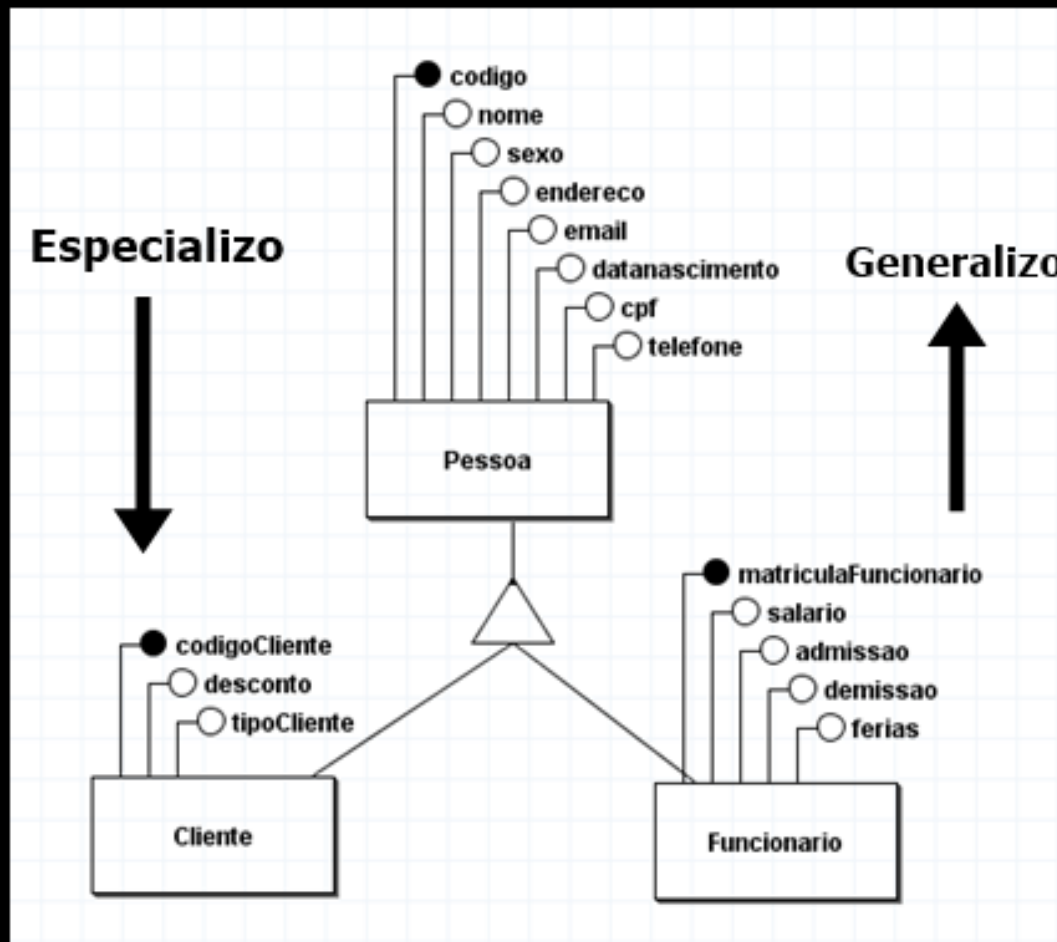 codigo
nome
sexo
endereco
email
datanascimento
cpf
telefone
Especializo
Generalizo
Pessoa
matriculaFuncionario
salario
admissao
demissao
ferias
codigoCliente
desconto
tipoCliente
Cliente
Funcionario